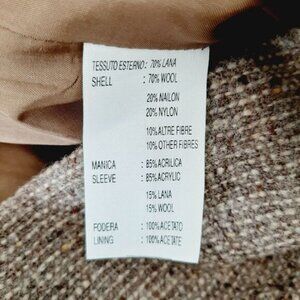 TESSUTO ESTERNO : 70% LANA
SHELL : 70% WOOL
20% NAILON
20% NYLON
10% ALTRE FIBRE
10% OTHER FIBRES
MANICA : 85% ACRILICA
SLEEVE : 85% ACRYLIC
15% LANA
15% WOOL
FODERA : 100% ACETATO
LINING : 100% ACETATE